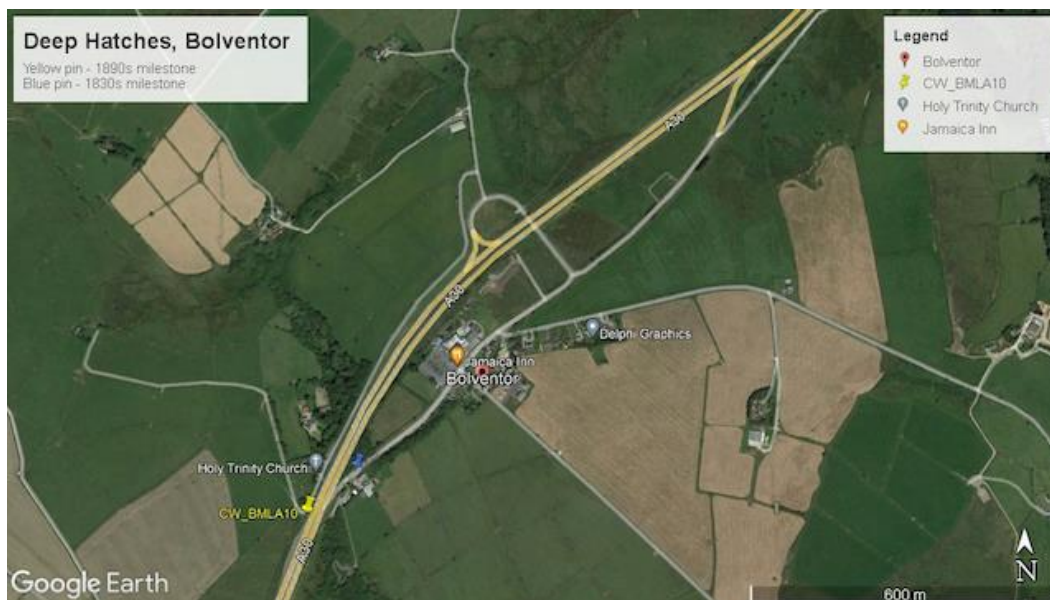 Deep Hatches, Bolventor
Yellow pin - 1890s milestone
Blue pin - 1830s milestone
Legend
Bolventor
CW_BMLA10
Holy Trinity Church
Jamaica Inn
A30
A30
Delphi Graphics
Jamaica Inn
Bolventor
Holy Trinity Church
CW_BMLA10
A30
Google Earth
N
600 m